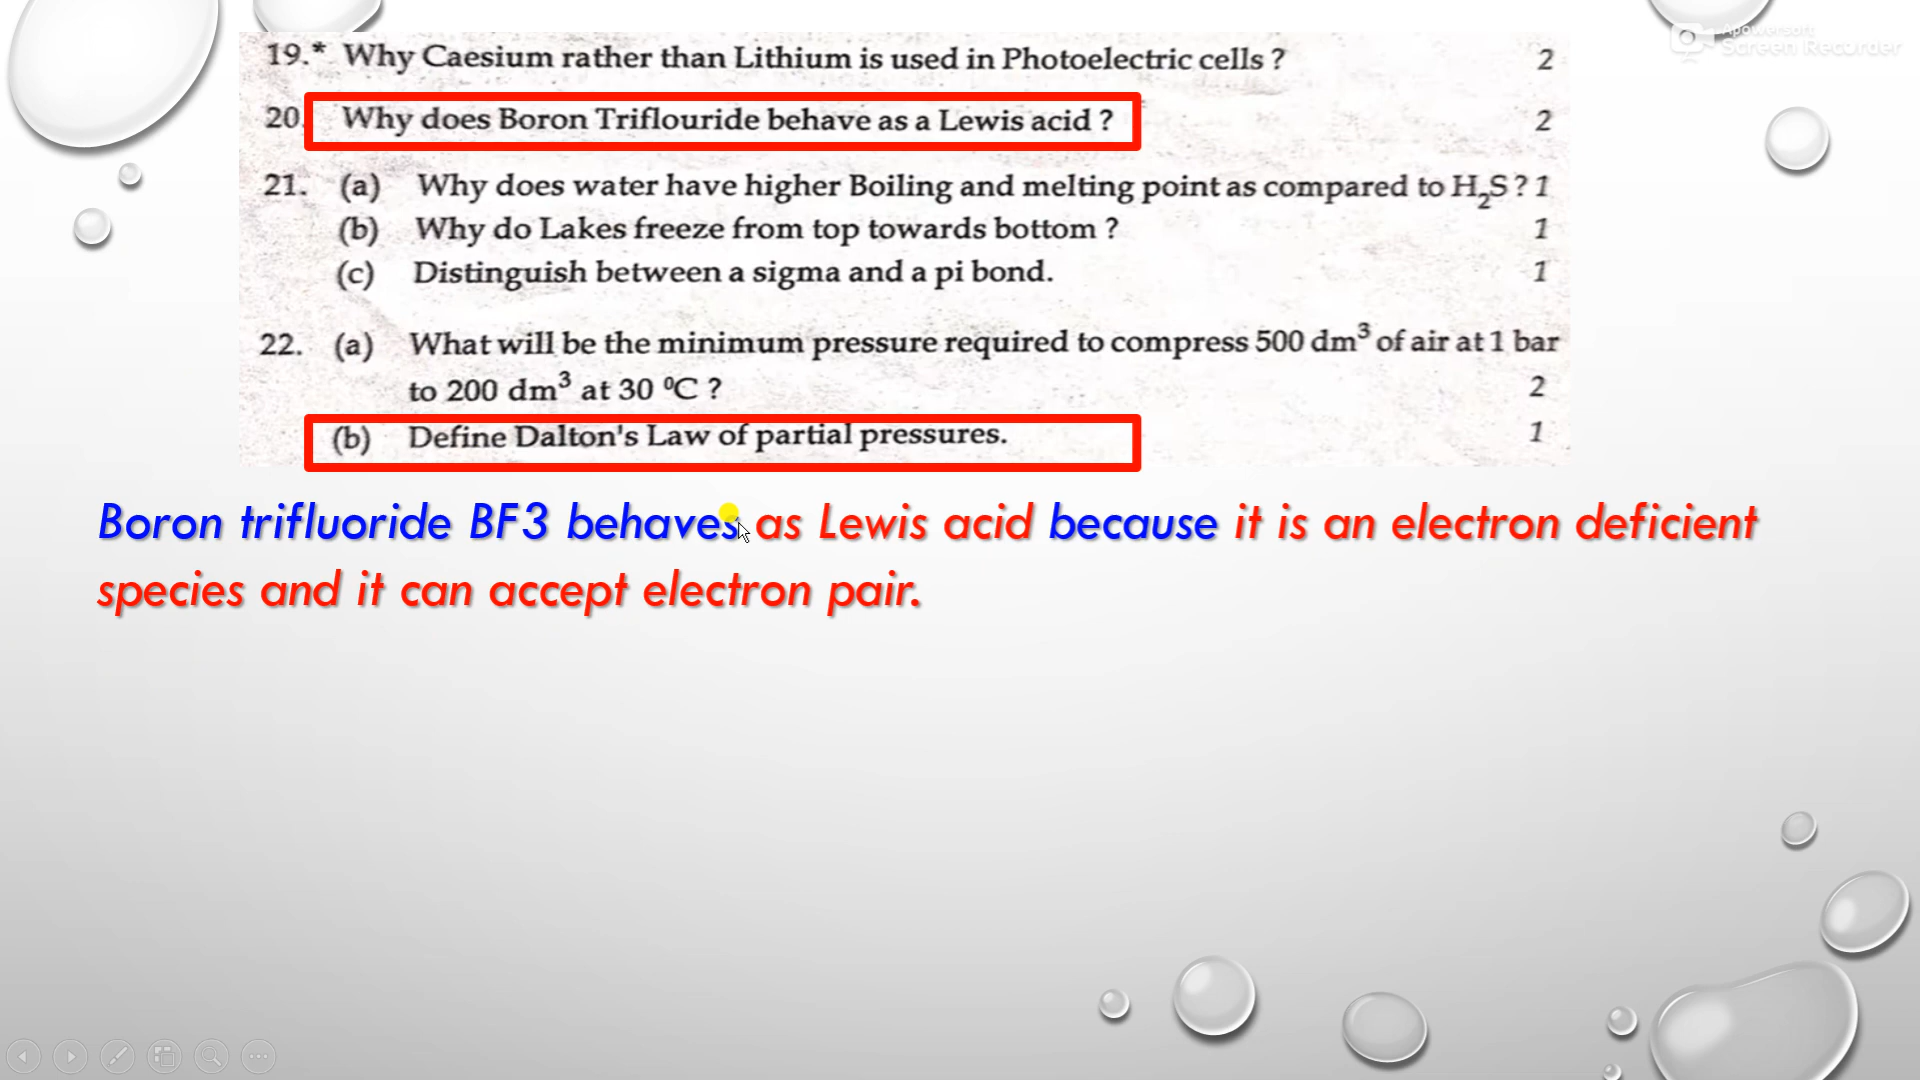 Apowersoft
Screen Recorder
19.* Why Caesium rather than Lithium is used in Photoelectric cells ? 2
20. Why does Boron Triflouride behave as a Lewis acid ? 2
21. (a) Why does water have higher Boiling and melting point as compared to H₂S ? 1
(b) Why do Lakes freeze from top towards bottom ? 1
(c) Distinguish between a sigma and a pi bond. 1
22. (a) What will be the minimum pressure required to compress 500 dm³ of air at 1 bar
to 200 dm³ at 30 ⁰C ? 2
(b) Define Dalton's Law of partial pressures. 1
Boron trifluoride BF3 behaves as Lewis acid because it is an electron deficient
species and it can accept electron pair.